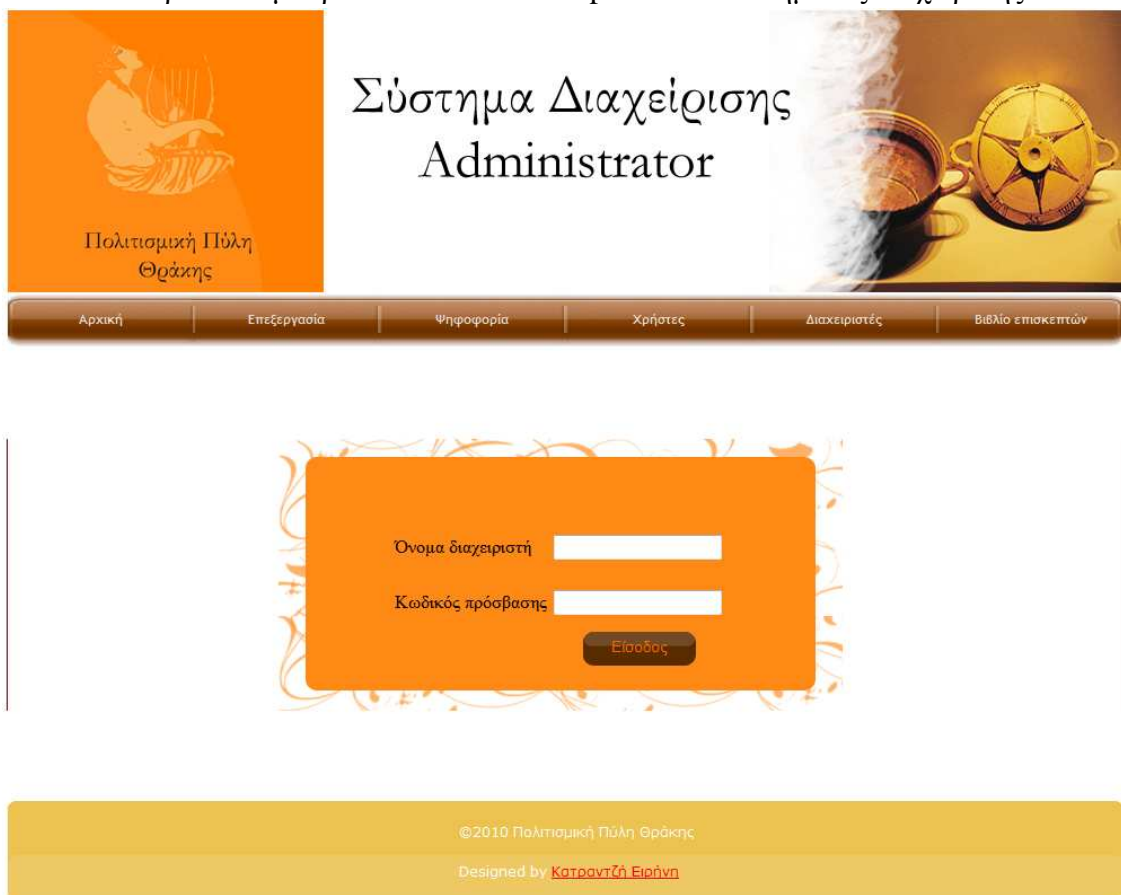 Σύστημα Διαχείρισης
Administrator
Πολιτισμική Πύλη
Θράκης
Αρχική
Επεξεργασία
Ψηφοφορία
Χρήστες
Διαχειριστές
Βιβλίο επισκεπτών
Όνομα διαχειριστή
Κωδικός πρόσβασης
Είσοδος
©2010 Πολιτισμική Πύλη Θράκης
Designed by Κατραντζή Ειρήνη